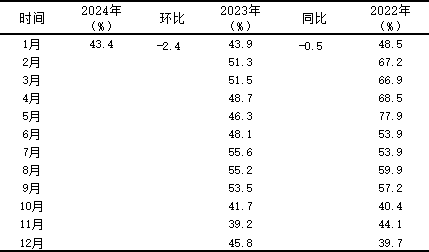 时间 2024年（%） 环比 2023年（%） 同比 2022年（%）
1月 43.4 -2.4 43.9 -0.5 48.5
2月 51.3 67.2
3月 51.5 66.9
4月 48.7 68.5
5月 46.3 77.9
6月 48.1 53.9
7月 55.6 53.9
8月 55.2 59.9
9月 53.5 57.2
10月 41.7 40.4
11月 39.2 44.1
12月 45.8 39.7